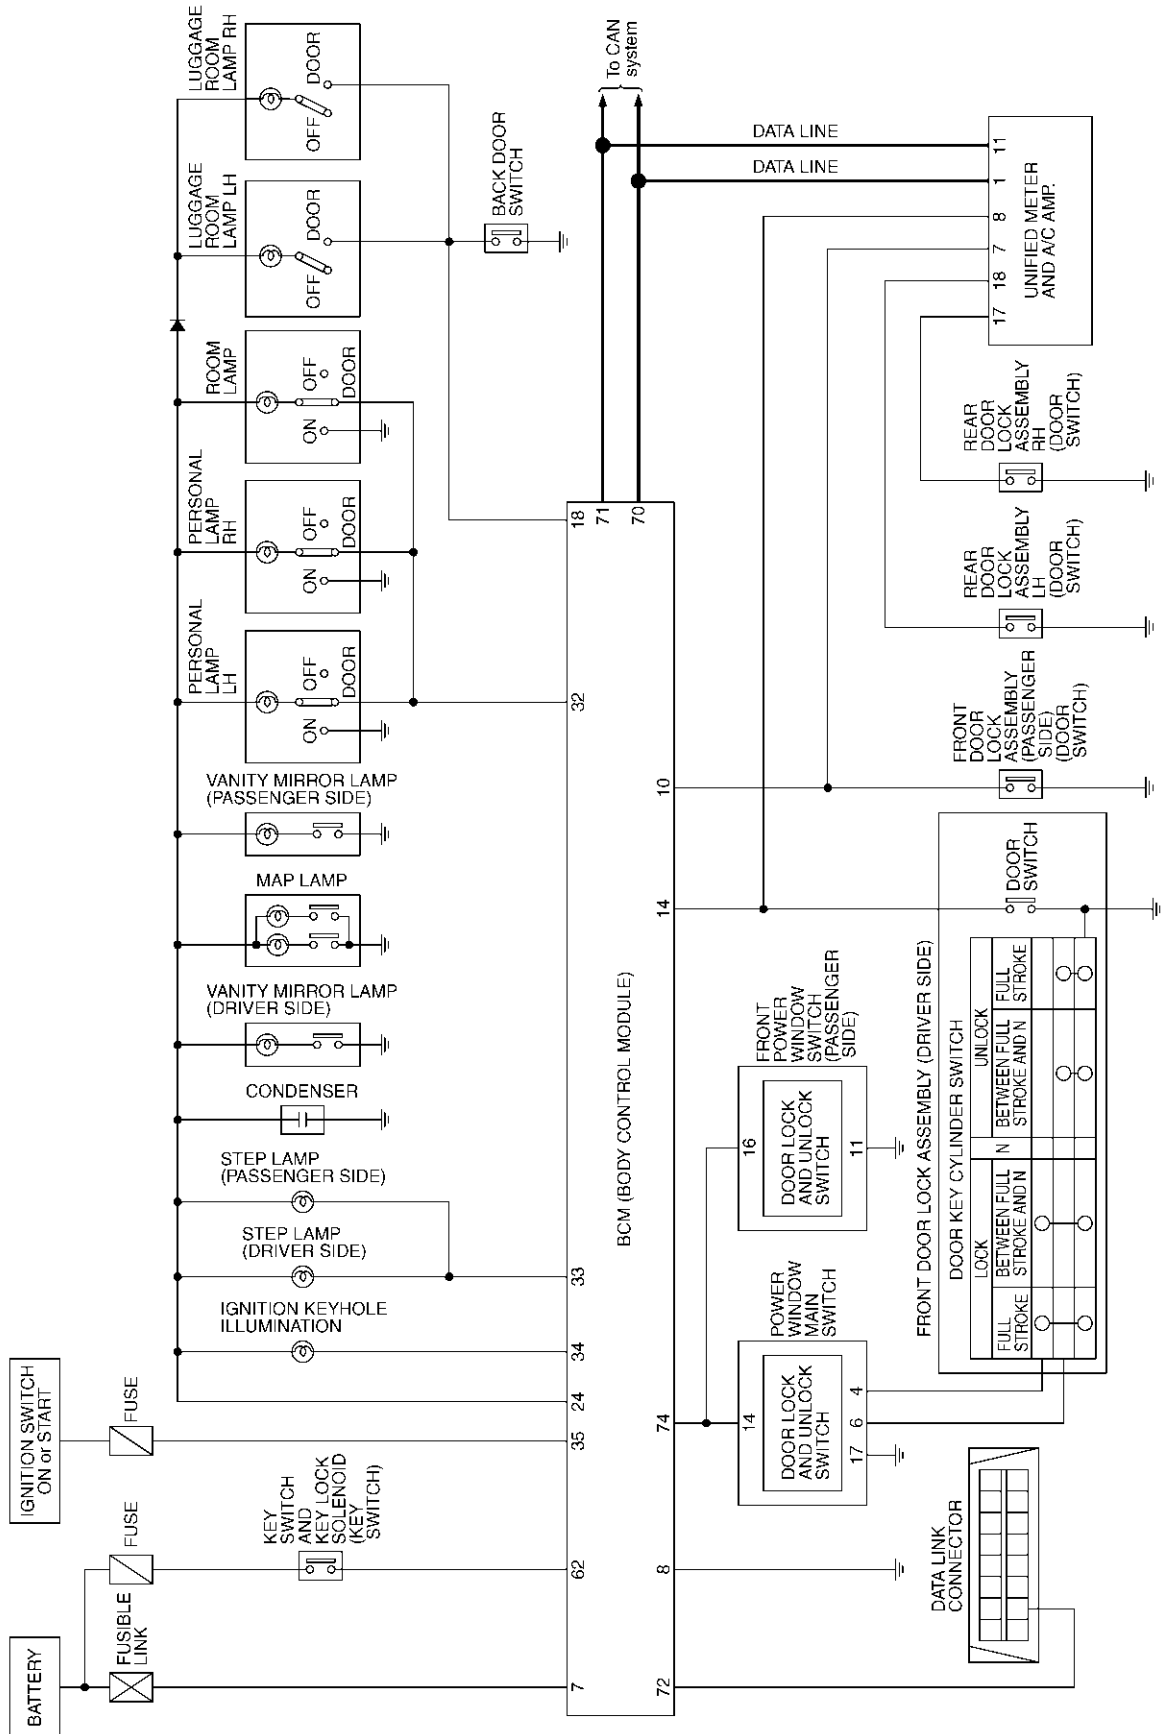 BATTERY
FUSIBLE
LINK
FUSE
IGNITION SWITCH
ON or START
FUSE
KEY
SWITCH
AND
KEY LOCK
SOLENOID
(KEY
SWITCH)
IGNITION KEYHOLE
ILLUMINATION
STEP LAMP
(DRIVER SIDE)
STEP LAMP
(PASSENGER SIDE)
CONDENSER
VANITY MIRROR LAMP
(DRIVER SIDE)
MAP LAMP
VANITY MIRROR LAMP
(PASSENGER SIDE)
PERSONAL
LAMP
LH
ON
OFF
DOOR
PERSONAL
LAMP
RH
ON
OFF
DOOR
ROOM
LAMP
ON
OFF
DOOR
LUGGAGE
ROOM
LAMP LH
OFF
DOOR
LUGGAGE
ROOM
LAMP RH
OFF
DOOR
BACK DOOR
SWITCH
To CAN
system
7
62
35
24
34
33
32
18
71
70
BCM (BODY CONTROL MODULE)
72
8
74
14
10
DATA LINE
DATA LINE
17
18
7
8
1
11
UNIFIED METER
AND A/C AMP.
DATA LINK
CONNECTOR
POWER
WINDOW
MAIN
SWITCH
14
DOOR LOCK
AND UNLOCK
SWITCH
17
6
4
FRONT
POWER
WINDOW
SWITCH
(PASSENGER
SIDE)
16
DOOR LOCK
AND UNLOCK
SWITCH
11
FRONT DOOR LOCK ASSEMBLY (DRIVER SIDE)
DOOR KEY CYLINDER SWITCH
LOCK
N
UNLOCK
FULL
STROKE
BETWEEN FULL
STROKE AND N
BETWEEN FULL
STROKE AND N
FULL
STROKE
DOOR
SWITCH
FRONT
DOOR
LOCK
ASSEMBLY
(PASSENGER
SIDE)
(DOOR
SWITCH)
REAR
DOOR
LOCK
ASSEMBLY
LH
(DOOR
SWITCH)
REAR
DOOR
LOCK
ASSEMBLY
RH
(DOOR
SWITCH)